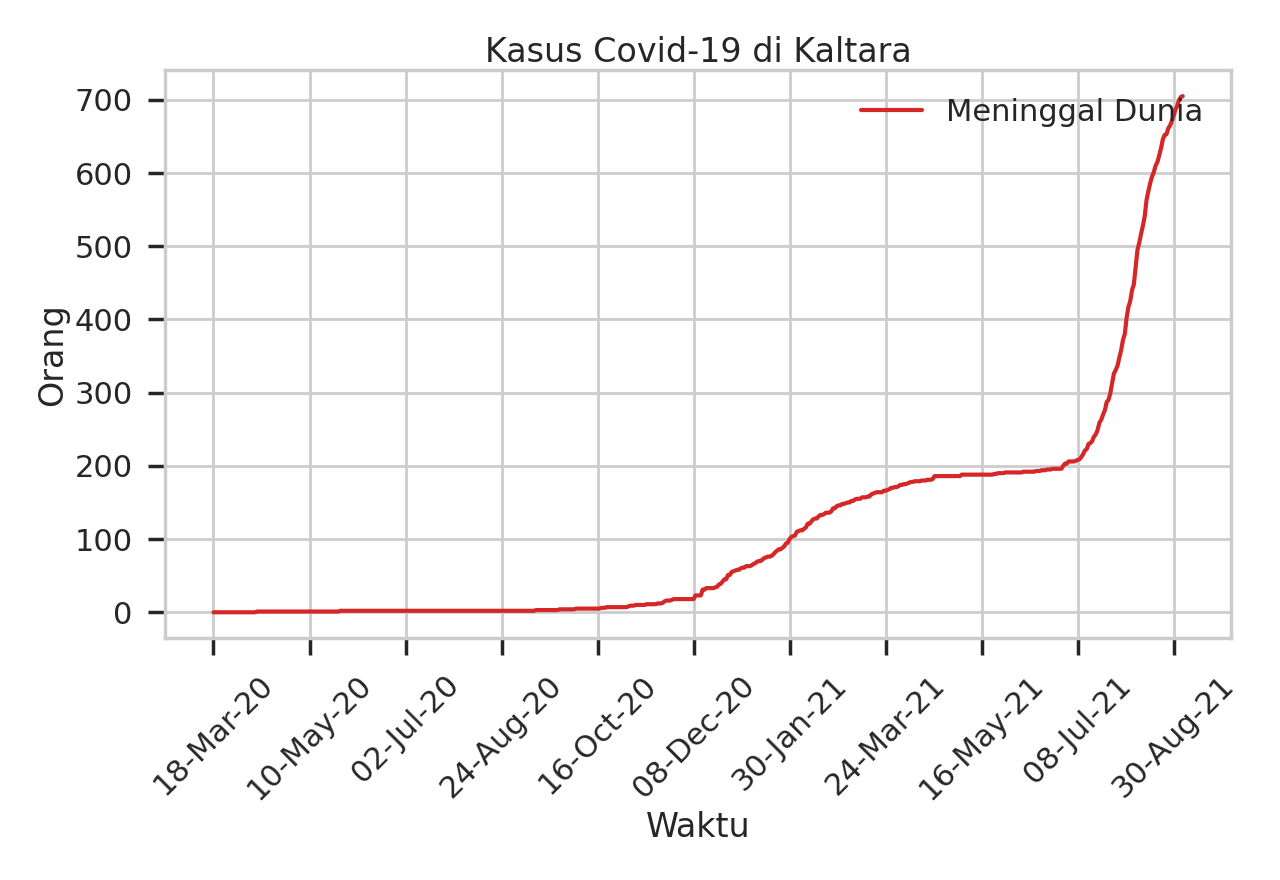 Kasus Covid-19 di Kaltara
Meninggal Dunia
Orang
700
600
500
400
300
200
100
0
18-Mar-20
10-May-20
02-Jul-20
24-Aug-20
16-Oct-20
08-Dec-20
30-Jan-21
24-Mar-21
16-May-21
08-Jul-21
30-Aug-21
Waktu